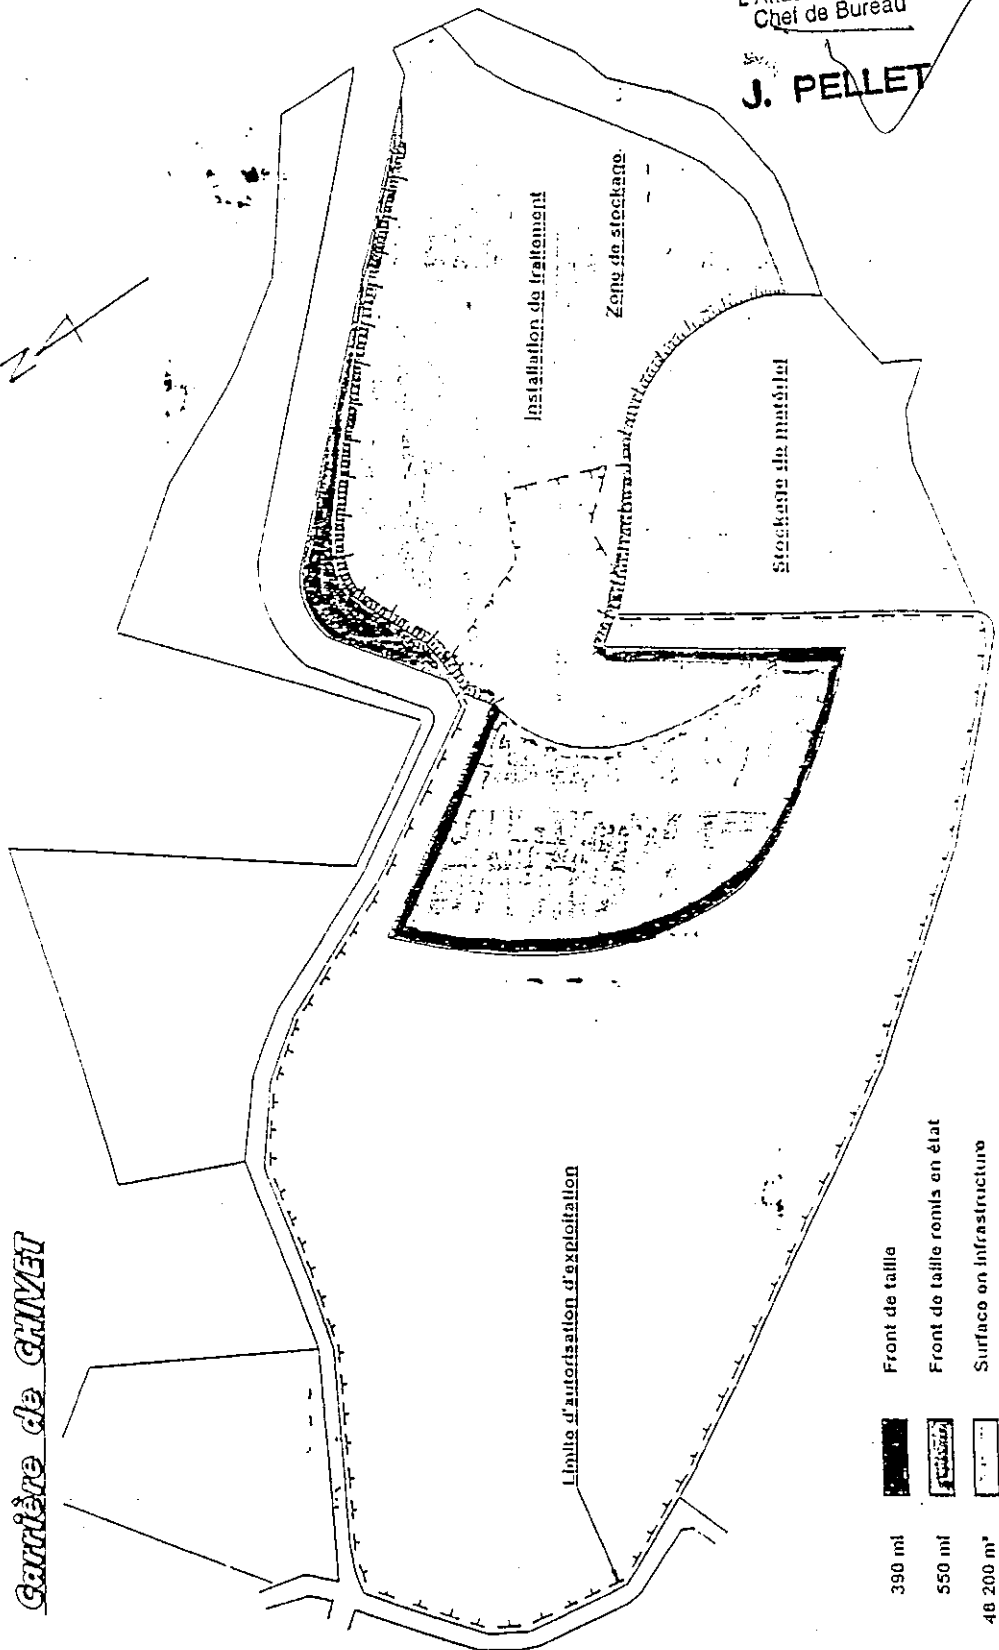 Chef de Bureau
J. PELLET
N
Carrière de CHIVET
Installation de traitement
Zone de stockage
Stockage de matériel
Limite d'autorisation d'exploitation
390 ml Front de taille
550 ml Front de taille remis en état
48 200 m² Surface en infrastructure